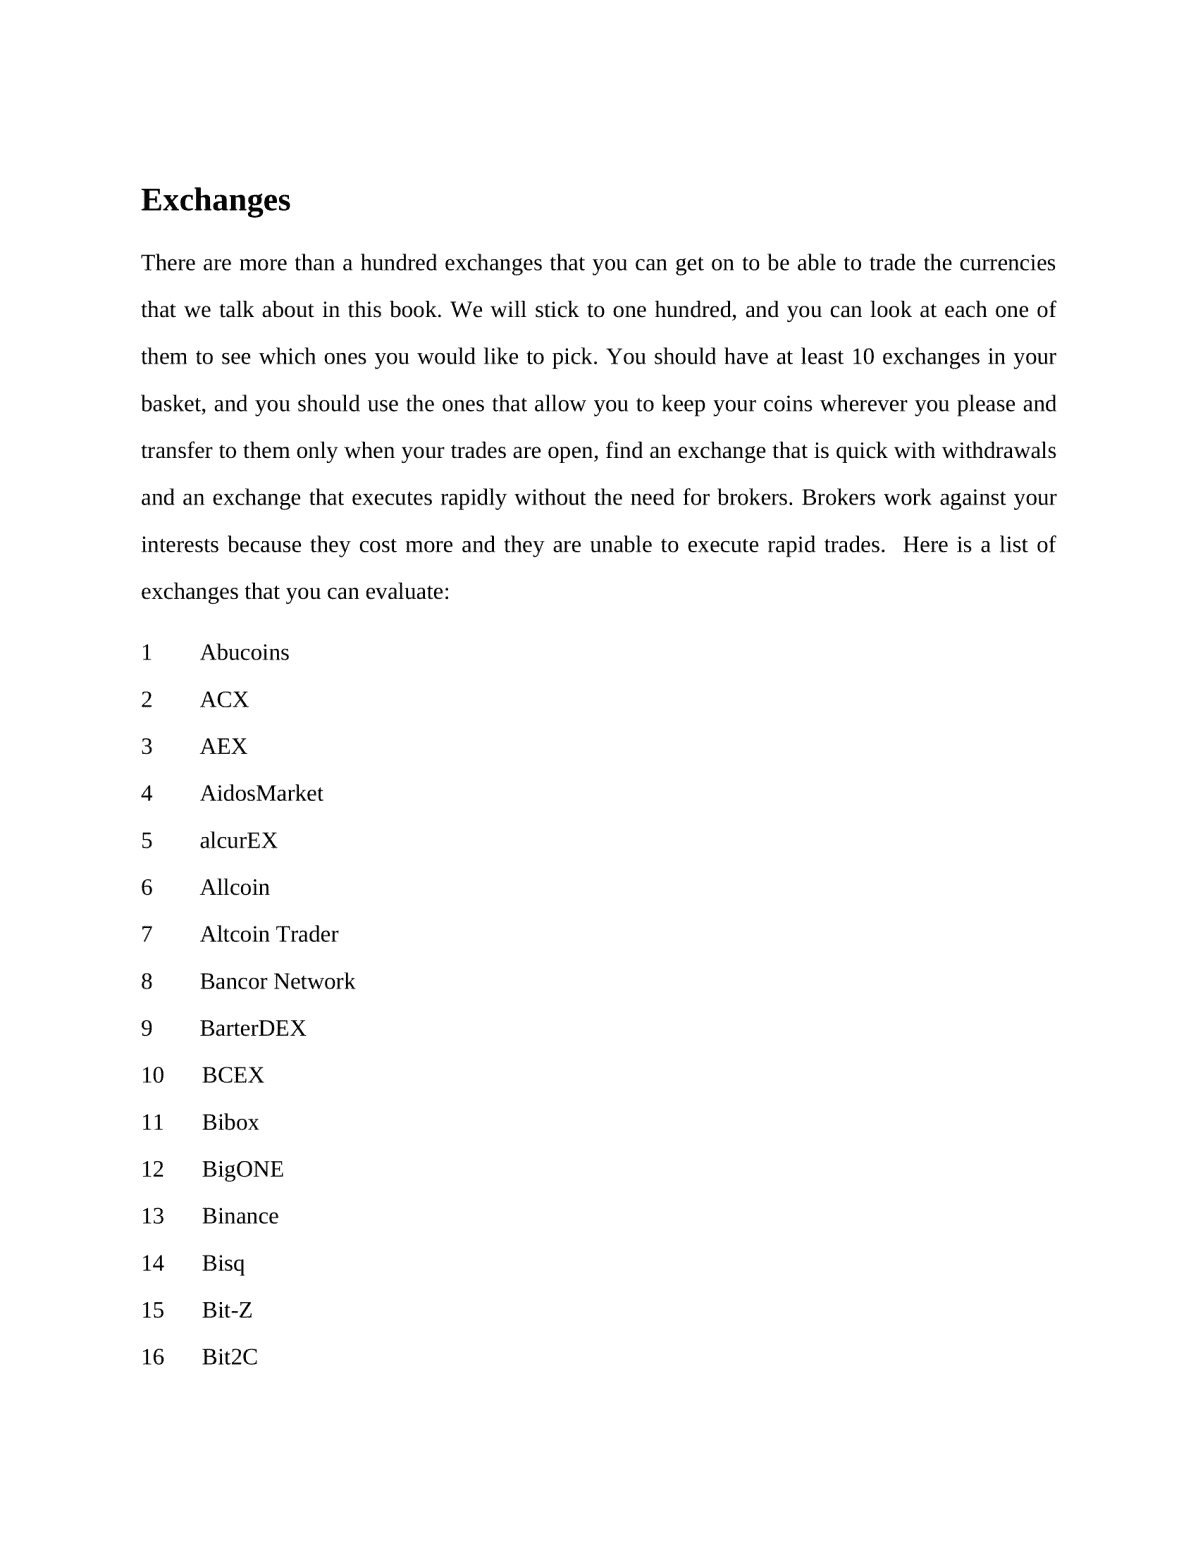 Exchanges
There are more than a hundred exchanges that you can get on to be able to trade the currencies
that we talk about in this book. We will stick to one hundred, and you can look at each one of
them to see which ones you would like to pick. You should have at least 10 exchanges in your
basket, and you should use the ones that allow you to keep your coins wherever you please and
transfer to them only when your trades are open, find an exchange that is quick with withdrawals
and an exchange that executes rapidly without the need for brokers. Brokers work against your
interests because they cost more and they are unable to execute rapid trades.  Here is a list of
exchanges that you can evaluate:
1 Abucoins
2 ACX
3 AEX
4 AidosMarket
5 alcurEX
6 Allcoin
7 Altcoin Trader
8 Bancor Network
9 BarterDEX
10 BCEX
11 Bibox
12 BigONE
13 Binance
14 Bisq
15 Bit-Z
16 Bit2C